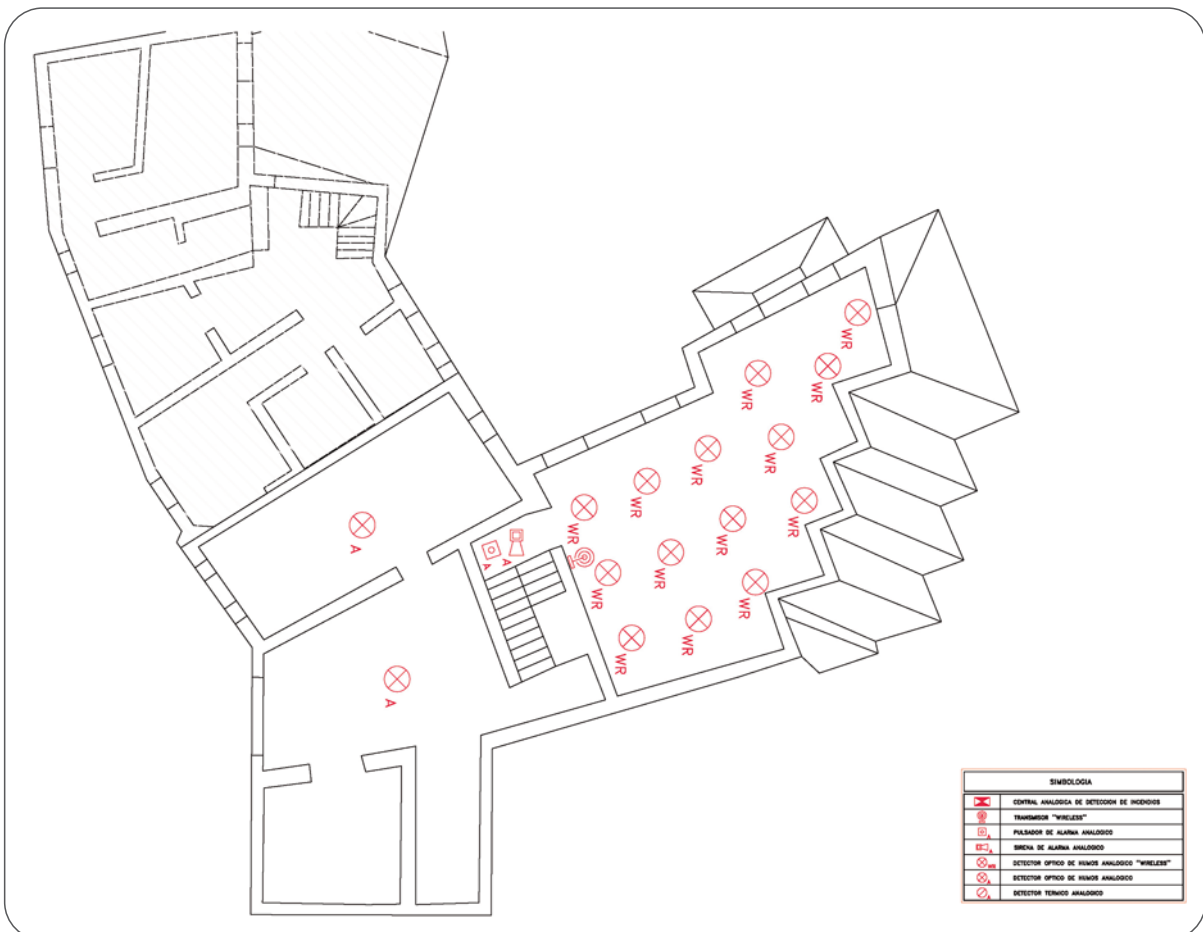 WR
WR
WR
WR
WR
WR
WR
WR
WR
WR
WR
WR
WR
WR
A
A
A
A
SIMBOLOGIA
CENTRAL ANALOGICA DE DETECCION DE INCENDIOS
TRANSMISOR "WIRELESS"
A PULSADOR DE ALARMA ANALOGICO
A SIRENA DE ALARMA ANALOGICO
WR DETECTOR OPTICO DE HUMOS ANALOGICO "WIRELESS"
A DETECTOR OPTICO DE HUMOS ANALOGICO
A DETECTOR TERMICO ANALOGICO